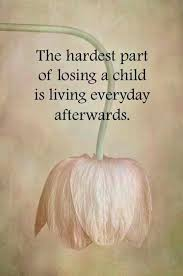 The hardest part
of losing a child
is living everyday
afterwards.